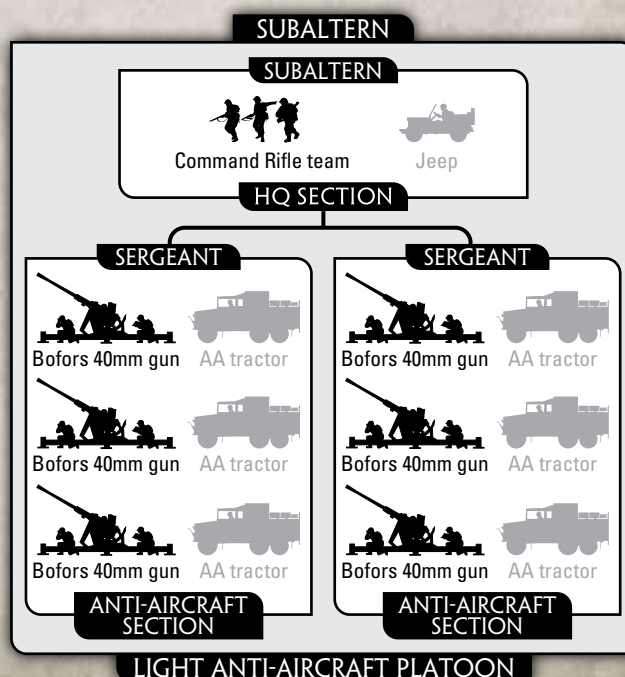 SUBALTERN
SUBALTERN
Command Rifle team
Jeep
HQ SECTION
SERGEANT
Bofors 40mm gun AA tractor
Bofors 40mm gun AA tractor
Bofors 40mm gun AA tractor
ANTI-AIRCRAFT
SECTION
SERGEANT
Bofors 40mm gun AA tractor
Bofors 40mm gun AA tractor
Bofors 40mm gun AA tractor
ANTI-AIRCRAFT
SECTION
LIGHT ANTI-AIRCRAFT PLATOON